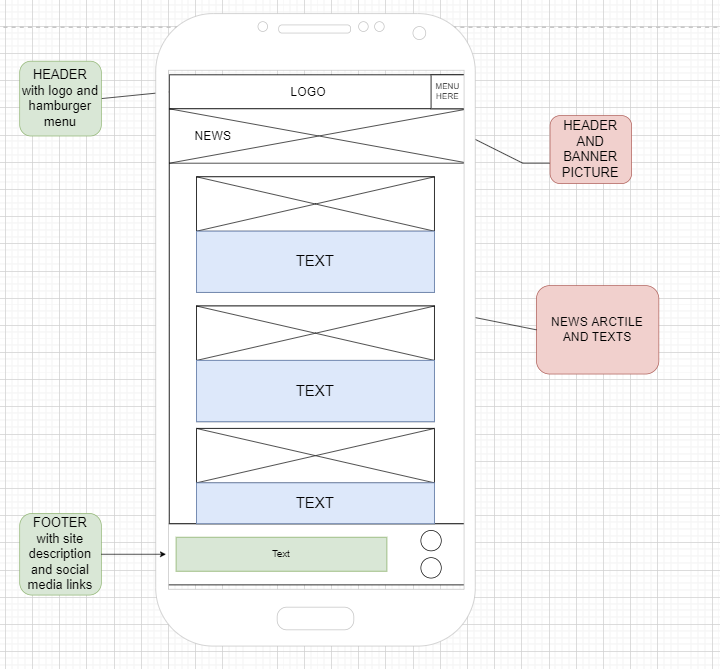 HEADER
with logo and
hamburger
menu
LOGO
MENU
HERE
NEWS
HEADER
AND
BANNER
PICTURE
TEXT
NEWS ARCTILE
AND TEXTS
TEXT
TEXT
FOOTER
with site
description
and social
media links
Text